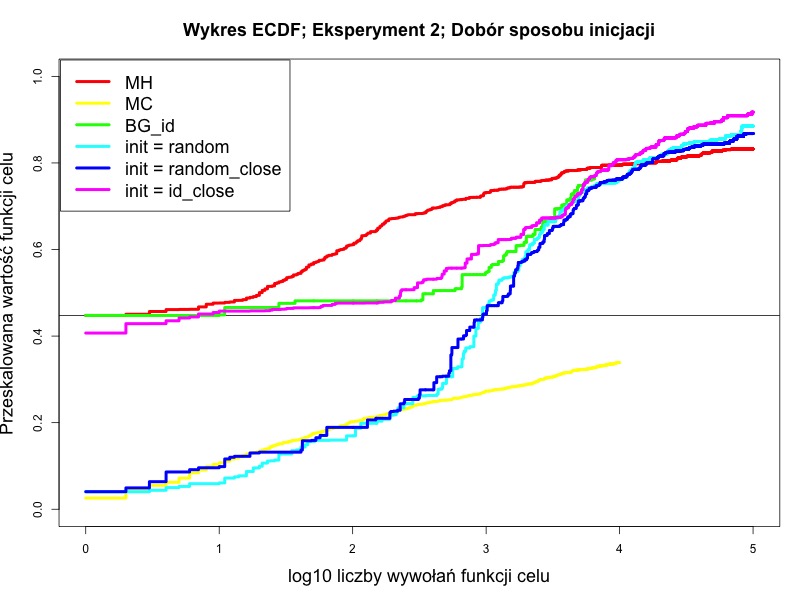 Wykres ECDF; Eksperyment 2; Dobór sposobu inicjacji
MH
MC
BG_id
init = random
init = random_close
init = id_close
Przeskalowana wartość funkcji celu
1.0
0.8
0.6
0.4
0.2
0.0
0 1 2 3 4 5
log10 liczby wywołań funkcji celu